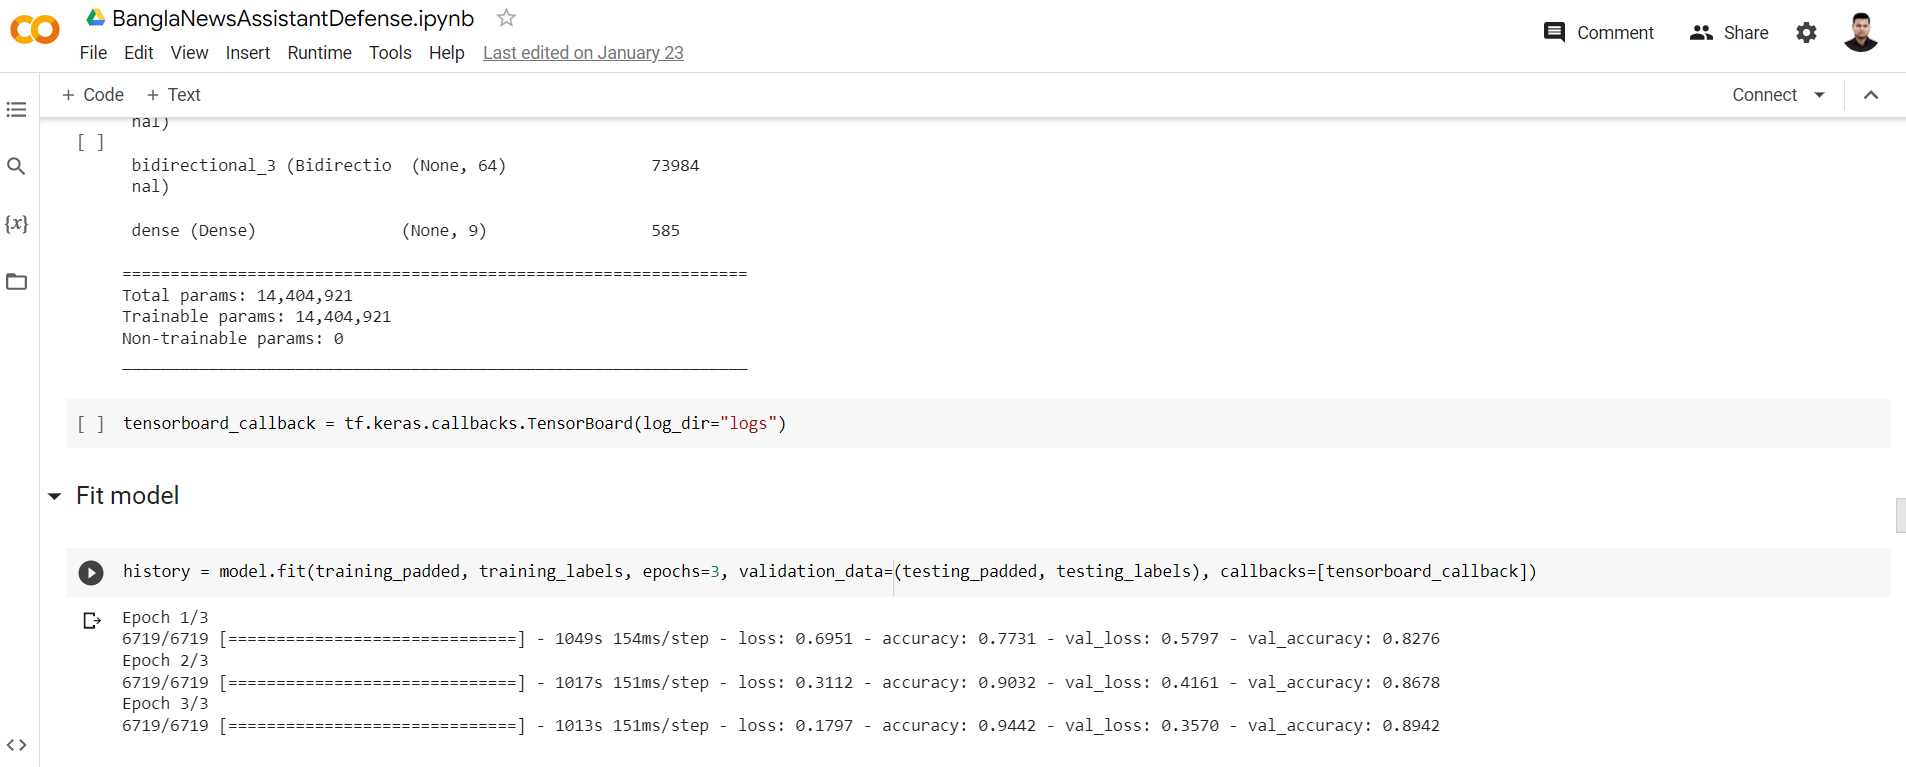 BanglaNewsAssistantDefense.ipynb
File Edit View Insert Runtime Tools Help Last edited on January 23
Comment Share
+ Code + Text
Connect
nal)
[ ]
bidirectional_3 (Bidirectio (None, 64) 73984
nal)
dense (Dense) (None, 9) 585
=================================================================
Total params: 14,404,921
Trainable params: 14,404,921
Non-trainable params: 0
_________________________________________________________________
[ ] tensorboard_callback = tf.keras.callbacks.TensorBoard(log_dir="logs")
Fit model
history = model.fit(training_padded, training_labels, epochs=3, validation_data=(testing_padded, testing_labels), callbacks=[tensorboard_callback])
Epoch 1/3
6719/6719 [==============================] - 1049s 154ms/step - loss: 0.6951 - accuracy: 0.7731 - val_loss: 0.5797 - val_accuracy: 0.8276
Epoch 2/3
6719/6719 [==============================] - 1017s 151ms/step - loss: 0.3112 - accuracy: 0.9032 - val_loss: 0.4161 - val_accuracy: 0.8678
Epoch 3/3
6719/6719 [==============================] - 1013s 151ms/step - loss: 0.1797 - accuracy: 0.9442 - val_loss: 0.3570 - val_accuracy: 0.8942